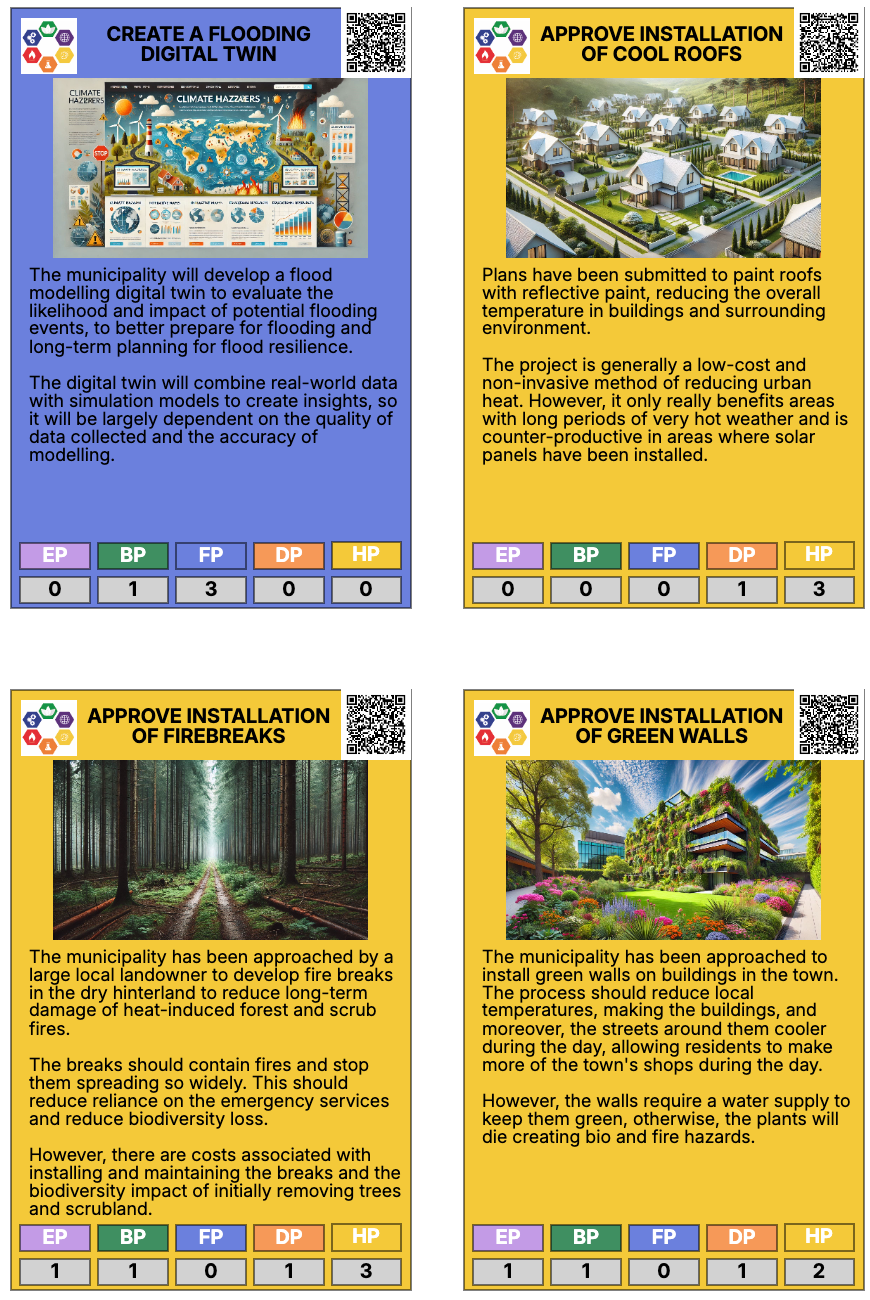 CREATE A FLOODING
DIGITAL TWIN
CLIMATE
HAZZRERS
CLIMATE HAZZAERS
STOP
The municipality will develop a flood
modelling digital twin to evaluate the
likelihood and impact of potential flooding
events, to better prepare for flooding and
long-term planning for flood resilience.
The digital twin will combine real-world data
with simulation models to create insights, so
it will be largely dependent on the quality of
data collected and the accuracy of
modelling.
EP BP FP DP HP
0 1 3 0 0
APPROVE INSTALLATION
OF COOL ROOFS
Plans have been submitted to paint roofs
with reflective paint, reducing the overall
temperature in buildings and surrounding
environment.
The project is generally a low-cost and
non-invasive method of reducing urban
heat. However, it only really benefits areas
with long periods of very hot weather and is
counter-productive in areas where solar
panels have been installed.
EP BP FP DP HP
0 0 0 1 3
APPROVE INSTALLATION
OF FIREBREAKS
The municipality has been approached by a
large local landowner to develop fire breaks
in the dry hinterland to reduce long-term
damage of heat-induced forest and scrub
fires.
The breaks should contain fires and stop
them spreading so widely. This should
reduce reliance on the emergency services
and reduce biodiversity loss.
However, there are costs associated with
installing and maintaining the breaks and the
biodiversity impact of initially removing trees
and scrubland.
EP BP FP DP HP
1 1 0 1 3
APPROVE INSTALLATION
OF GREEN WALLS
The municipality has been approached to
install green walls on buildings in the town.
The process should reduce local
temperatures, making the buildings, and
moreover, the streets around them cooler
during the day, allowing residents to make
more of the town's shops during the day.
However, the walls require a water supply to
keep them green, otherwise, the plants will
die creating bio and fire hazards.
EP BP FP DP HP
1 1 0 1 2